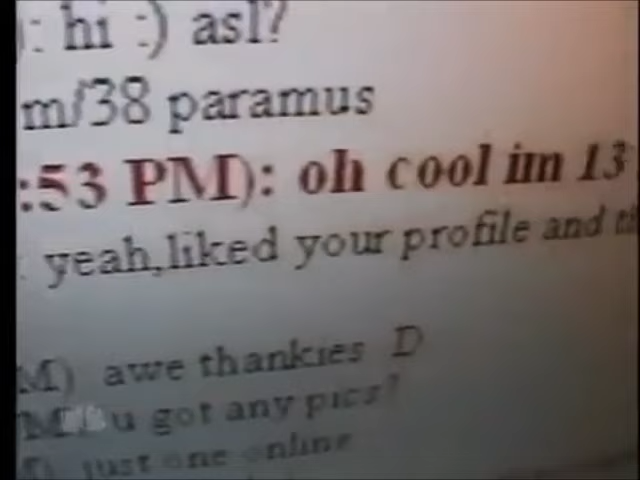 ): hi :) asl?
m/38 paramus
:53 PM): oh cool im 13
: yeah,liked your profile and
M) awe thankies D
u got any pics?
just one online